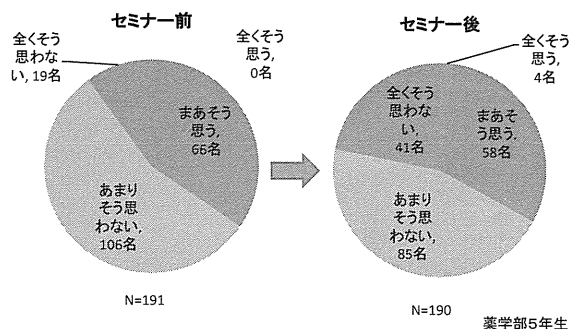 セミナー前
全くそう
思わな
い, 19名
全くそう
思う,
0名
まあそう
思う,
66名
あまり
そう思
わない,
106名
N=191
セミナー後
全くそう
思う,
4名
全くそう
思わな
い,
41名
まあそ
う思う,
58名
あまり
そう思
わない,
85名
N=190
薬学部5年生